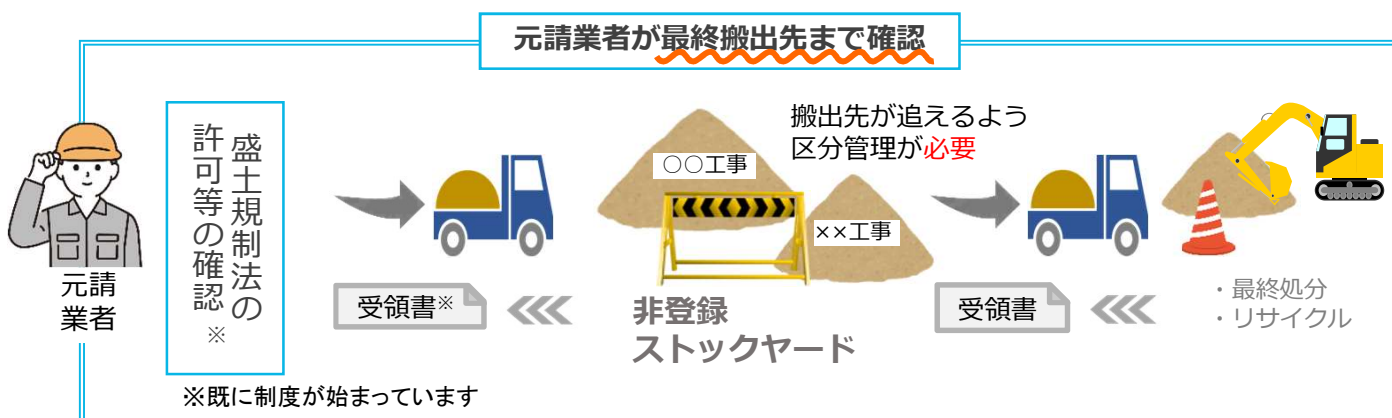 元請業者が最終搬出先まで確認
盛土規制法の
許可等の確認
※
搬出先が追えるよう
区分管理が必要
○○工事
××工事
元請
業者
受領書※
非登録
ストックヤード
受領書
・最終処分
・リサイクル
※既に制度が始まっています